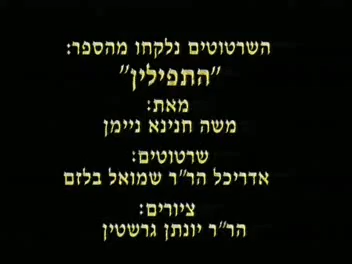 השרטוטים נלקחו מהספר:
"התפילין"
מאת:
משה חנינא ניימן
שרטוטים:
אדריכל הר״ר שמואל בלזם
ציורים:
הר״ר יונתן גרשטין